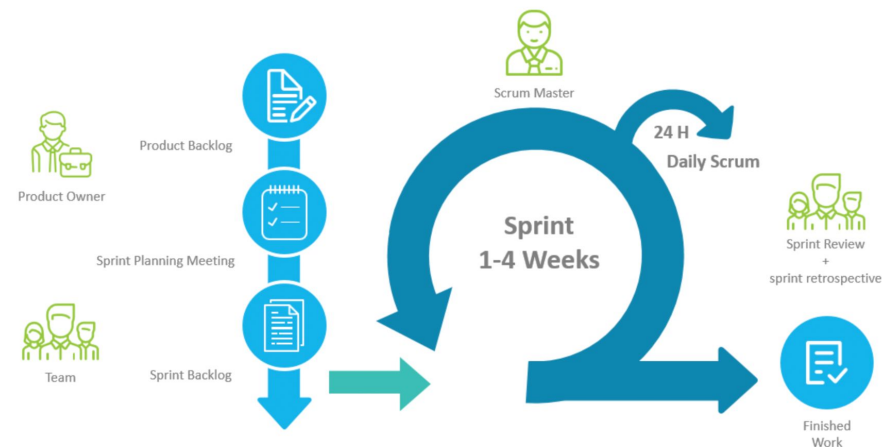 Scrum Master
Product Backlog
Product Owner
Sprint Planning Meeting
Team
Sprint Backlog
24 H
Daily Scrum
Sprint
1-4 Weeks
Sprint Review
+
sprint retrospective
Finished
Work